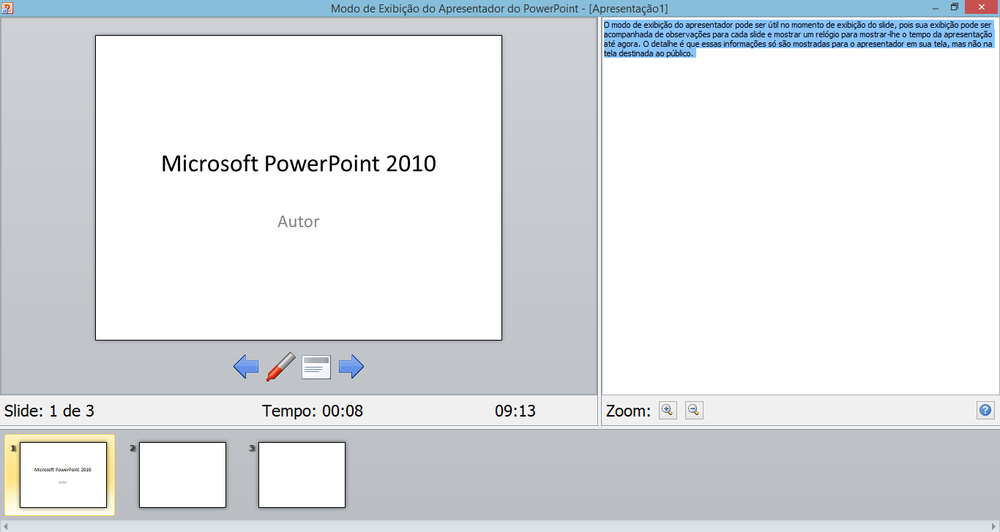 Modo de Exibição do Apresentador do PowerPoint - [Apresentação1]
Microsoft PowerPoint 2010
Autor
O modo de exibição do apresentador pode ser útil no momento de exibição do slide, pois sua exibição pode ser
acompanhada de observações para cada slide e mostrar um relógio para mostrar-lhe o tempo da apresentação
até agora. O detalhe é que essas informações só são mostradas para o apresentador em sua tela, mas não na
tela destinada ao público.
Slide: 1 de 3
Tempo: 00:08
09:13
Zoom:
1
Microsoft PowerPoint 2010
Autor
2
3